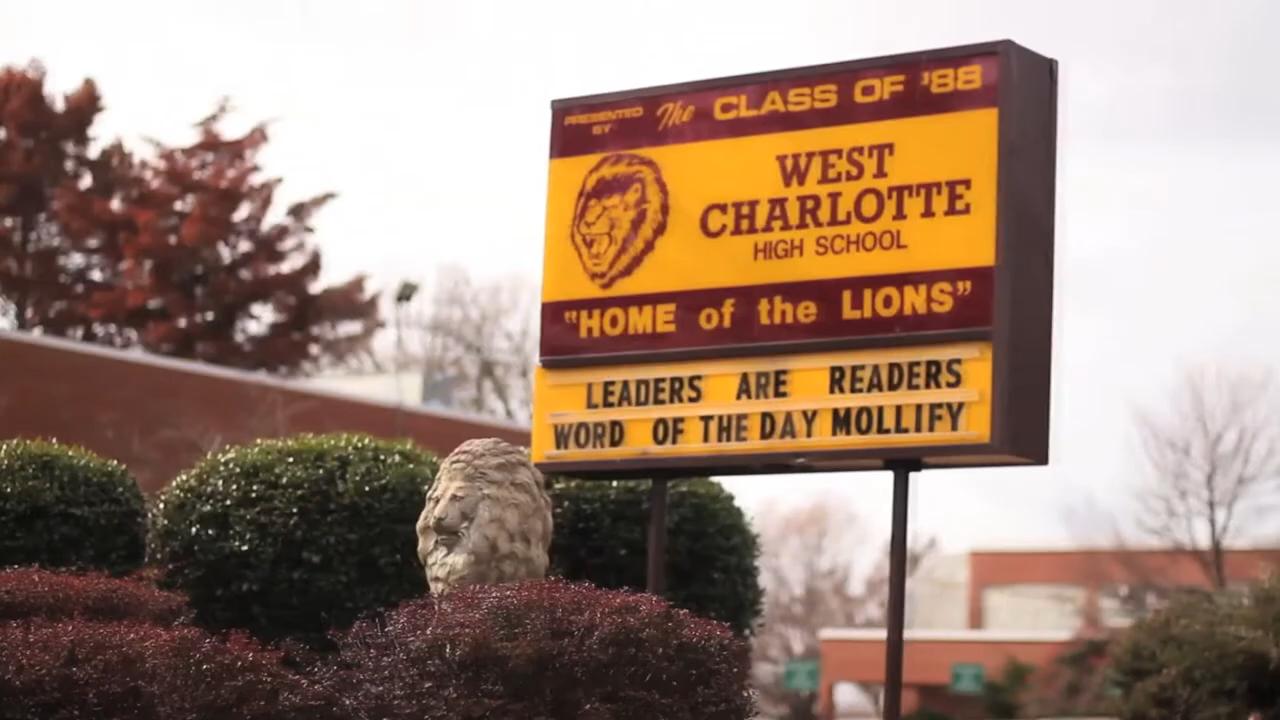 PRESENTED BY The CLASS OF '88
WEST
CHARLOTTE
HIGH SCHOOL
"HOME of the LIONS"
LEADERS ARE READERS
WORD OF THE DAY MOLLIFY